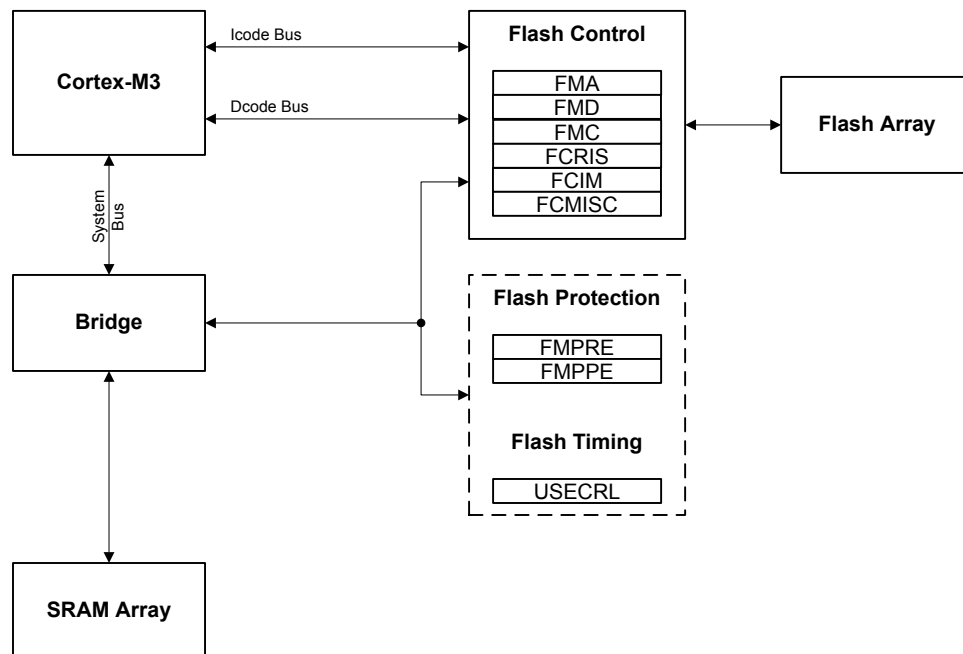 Icode Bus
Flash Control
Cortex-M3
FMA
Dcode Bus
FMD
Flash Array
FMC
FCRIS
FCIM
FCMISC
System
Bus
Bridge
Flash Protection
FMPRE
FMPPE
Flash Timing
USECRL
SRAM Array